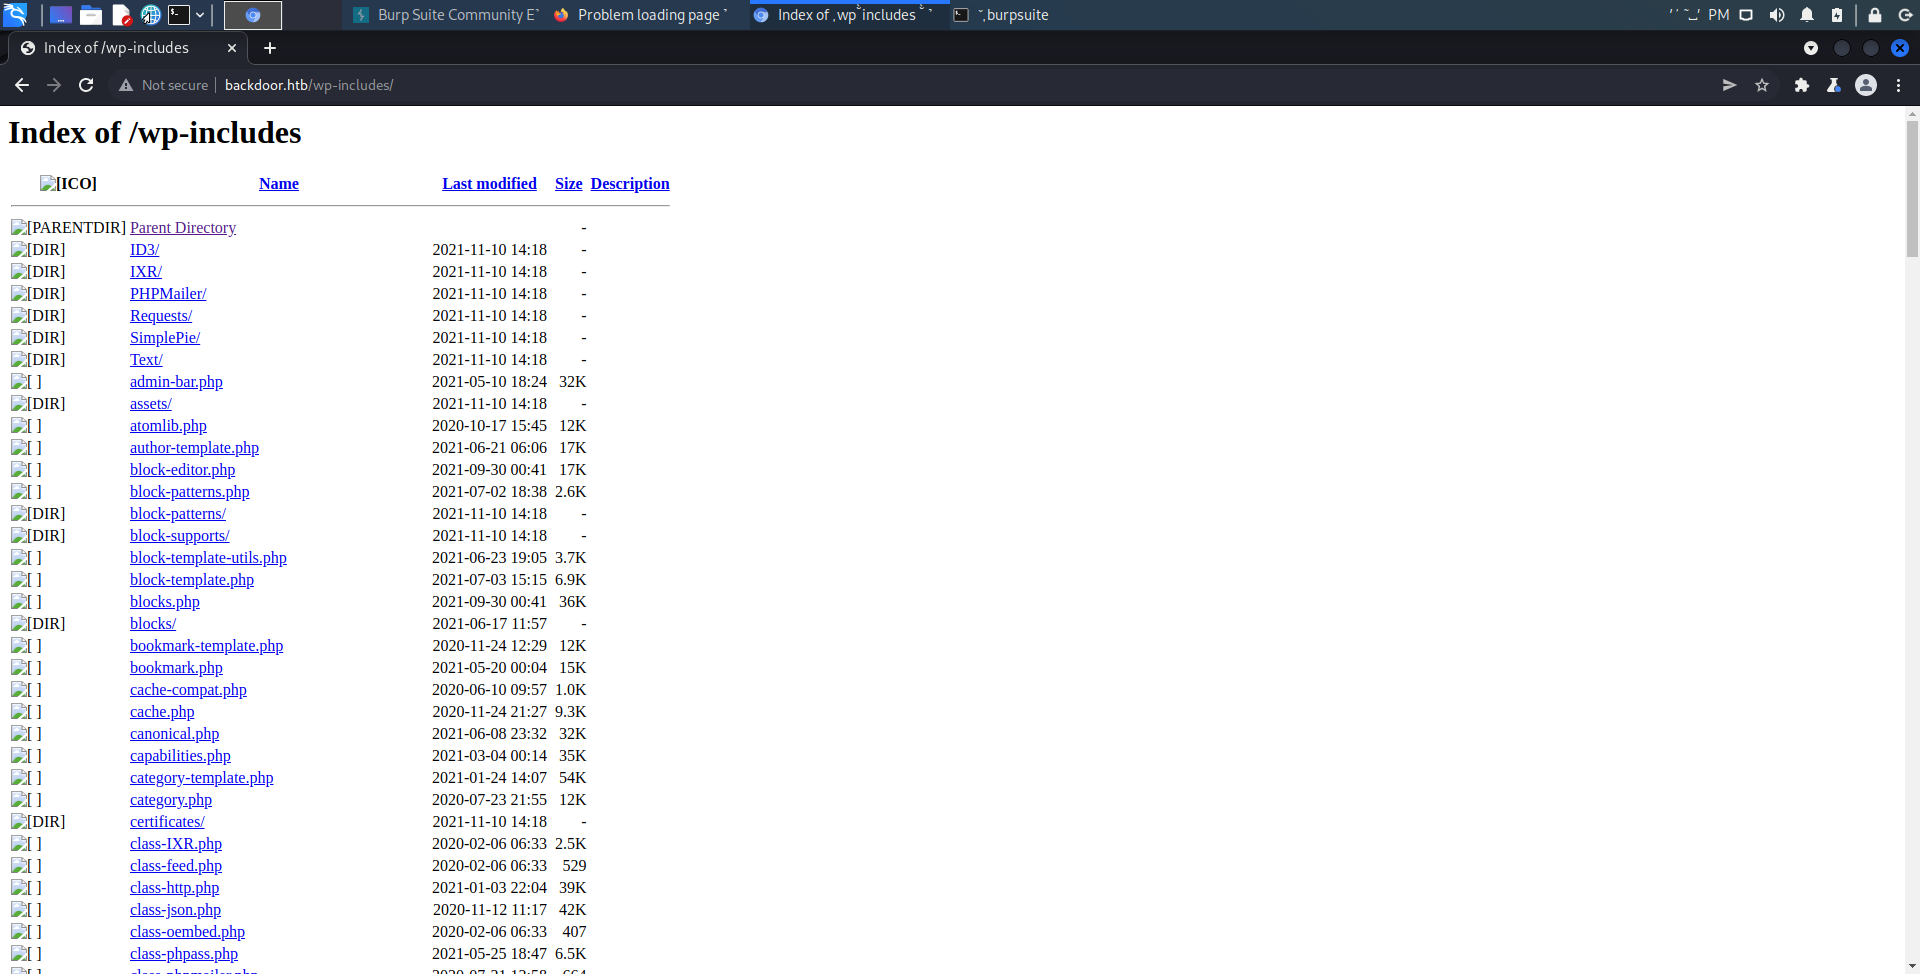 Burp Suite Community E
Problem loading page
Index of
wp
includes
burpsuite
PM
Index of /wp-includes
Not secure
backdoor.htb/wp-includes/
Index of /wp-includes
[ICO] Name Last modified Size Description
[PARENTDIR] Parent Directory -
[DIR] ID3/ 2021-11-10 14:18 -
[DIR] IXR/ 2021-11-10 14:18 -
[DIR] PHPMailer/ 2021-11-10 14:18 -
[DIR] Requests/ 2021-11-10 14:18 -
[DIR] SimplePie/ 2021-11-10 14:18 -
[DIR] Text/ 2021-11-10 14:18 -
[ ] admin-bar.php 2021-05-10 18:24 32K
[DIR] assets/ 2021-11-10 14:18 -
[ ] atomlib.php 2020-10-17 15:45 12K
[ ] author-template.php 2021-06-21 06:06 17K
[ ] block-editor.php 2021-09-30 00:41 17K
[ ] block-patterns.php 2021-07-02 18:38 2.6K
[DIR] block-patterns/ 2021-11-10 14:18 -
[DIR] block-supports/ 2021-11-10 14:18 -
[ ] block-template-utils.php 2021-06-23 19:05 3.7K
[ ] block-template.php 2021-07-03 15:15 6.9K
[ ] blocks.php 2021-09-30 00:41 36K
[DIR] blocks/ 2021-06-17 11:57 -
[ ] bookmark-template.php 2020-11-24 12:29 12K
[ ] bookmark.php 2021-05-20 00:04 15K
[ ] cache-compat.php 2020-06-10 09:57 1.0K
[ ] cache.php 2020-11-24 21:27 9.3K
[ ] canonical.php 2021-06-08 23:32 32K
[ ] capabilities.php 2021-03-04 00:14 35K
[ ] category-template.php 2021-01-24 14:07 54K
[ ] category.php 2020-07-23 21:55 12K
[DIR] certificates/ 2021-11-10 14:18 -
[ ] class-IXR.php 2020-02-06 06:33 2.5K
[ ] class-feed.php 2020-02-06 06:33 529
[ ] class-http.php 2021-01-03 22:04 39K
[ ] class-json.php 2020-11-12 11:17 42K
[ ] class-oembed.php 2020-02-06 06:33 407
[ ] class-phpass.php 2021-05-25 18:47 6.5K